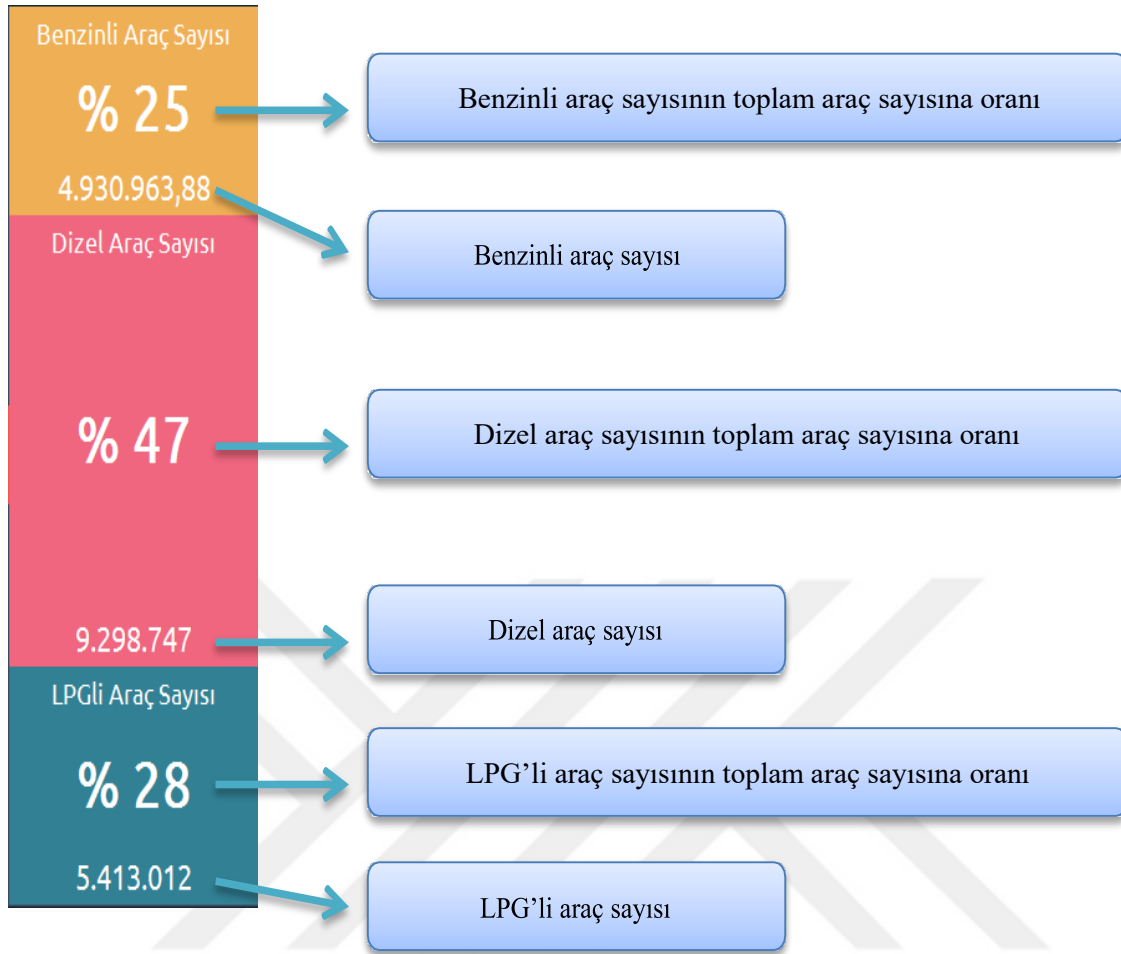 Benzinli Araç Sayısı
% 25
Benzinli araç sayısının toplam araç sayısına oranı
4.930.963,88
Benzinli araç sayısı
Dizel Araç Sayısı
% 47
Dizel araç sayısının toplam araç sayısına oranı
9.298.747
Dizel araç sayısı
LPGli Araç Sayısı
% 28
LPG’li araç sayısının toplam araç sayısına oranı
5.413.012
LPG’li araç sayısı